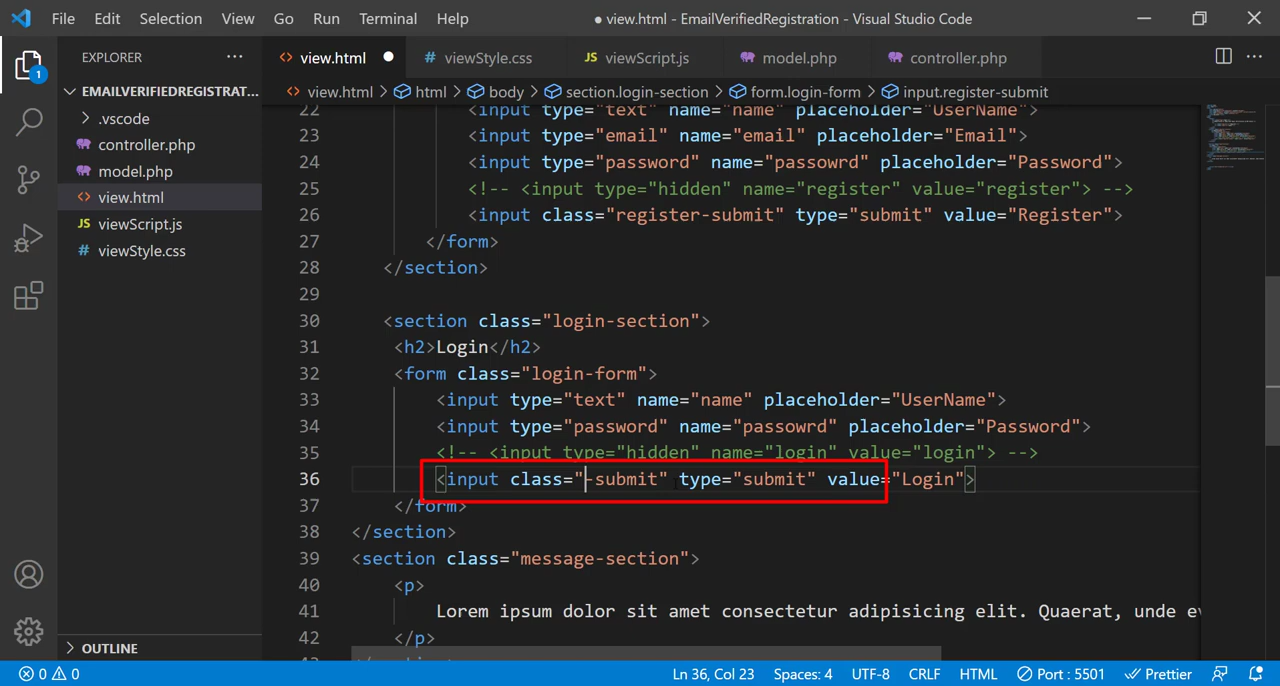 File Edit Selection View Go Run Terminal Help ● view.html - EmailVerifiedRegistration - Visual Studio Code
EXPLORER ··· <> view.html ● # viewStyle.css JS viewScript.js model.php controller.php ···
1
EMAILVERIFIEDREGISTRAT... <> view.html > html > body > section.login-section > form.login-form > input.register-submit
.vscode
controller.php
model.php
<> view.html
JS viewScript.js
# viewStyle.css
22 <input type="text" name="name" placeholder="UserName">
23 <input type="email" name="email" placeholder="Email">
24 <input type="password" name="passowrd" placeholder="Password">
25 <!-- <input type="hidden" name="register" value="register"> -->
26 <input class="register-submit" type="submit" value="Register">
27 </form>
28 </section>
29
30 <section class="login-section">
31 <h2>Login</h2>
32 <form class="login-form">
33 <input type="text" name="name" placeholder="UserName">
34 <input type="password" name="passowrd" placeholder="Password">
35 <!-- <input type="hidden" name="login" value="login"> -->
36 <input class="-submit" type="submit" value="Login">
37 </form>
38 </section>
39 <section class="message-section">
40 <p>
41 Lorem ipsum dolor sit amet consectetur adipisicing elit. Quaerat, unde
42 </p>
OUTLINE
0 0 Ln 36, Col 23 Spaces: 4 UTF-8 CRLF HTML Port : 5501 Prettier